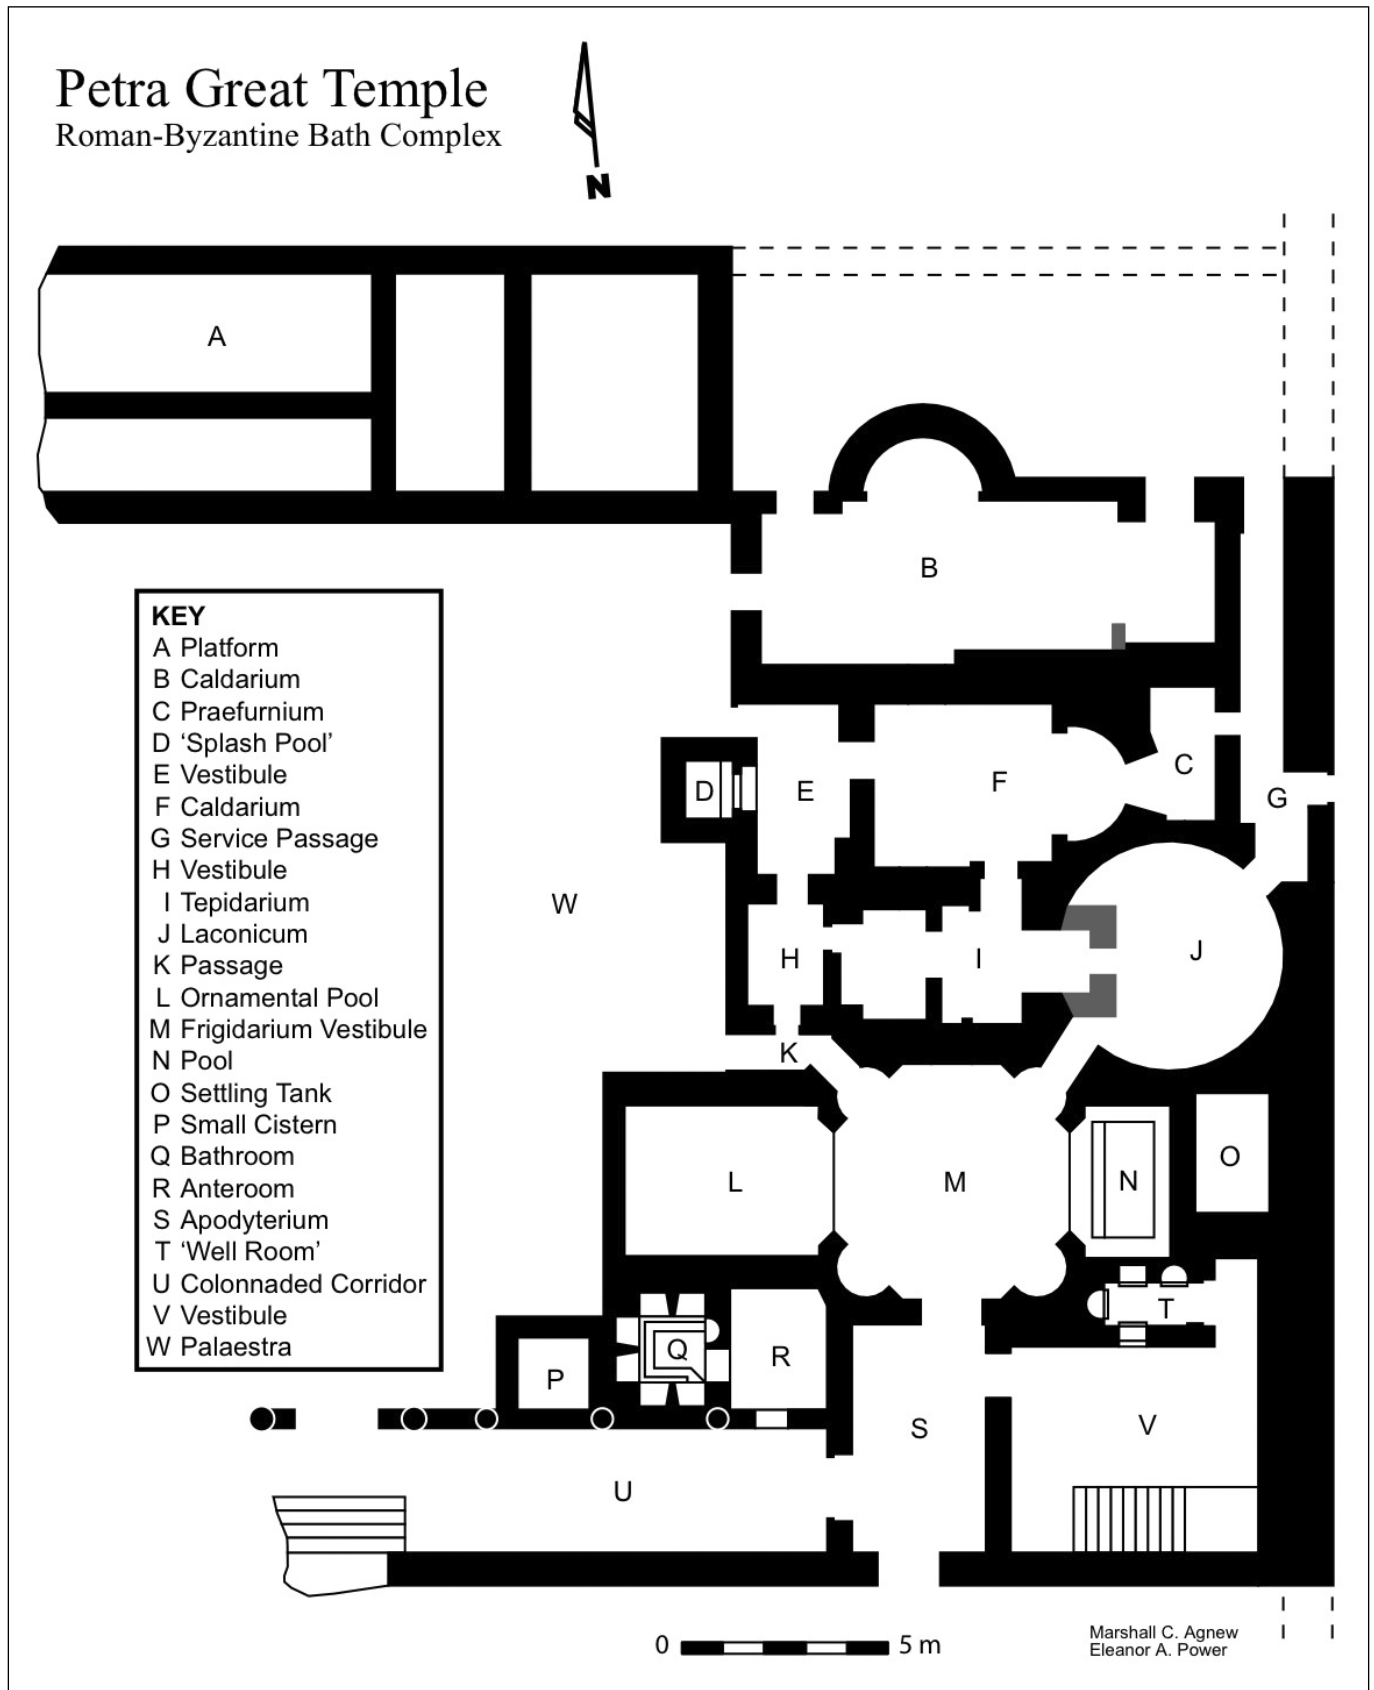 Petra Great Temple
Roman-Byzantine Bath Complex
N
A
B
KEY
A Platform
B Caldarium
C Praefurnium
D ‘Splash Pool’
E Vestibule
F Caldarium
G Service Passage
H Vestibule
I Tepidarium
J Laconicum
K Passage
L Ornamental Pool
M Frigidarium Vestibule
N Pool
O Settling Tank
P Small Cistern
Q Bathroom
R Anteroom
S Apodyterium
T ‘Well Room’
U Colonnaded Corridor
V Vestibule
W Palaestra
C
D
E
F
G
W
H
I
J
K
L
M
N
O
T
P
Q
R
S
V
U
0 5 m
Marshall C. Agnew
Eleanor A. Power